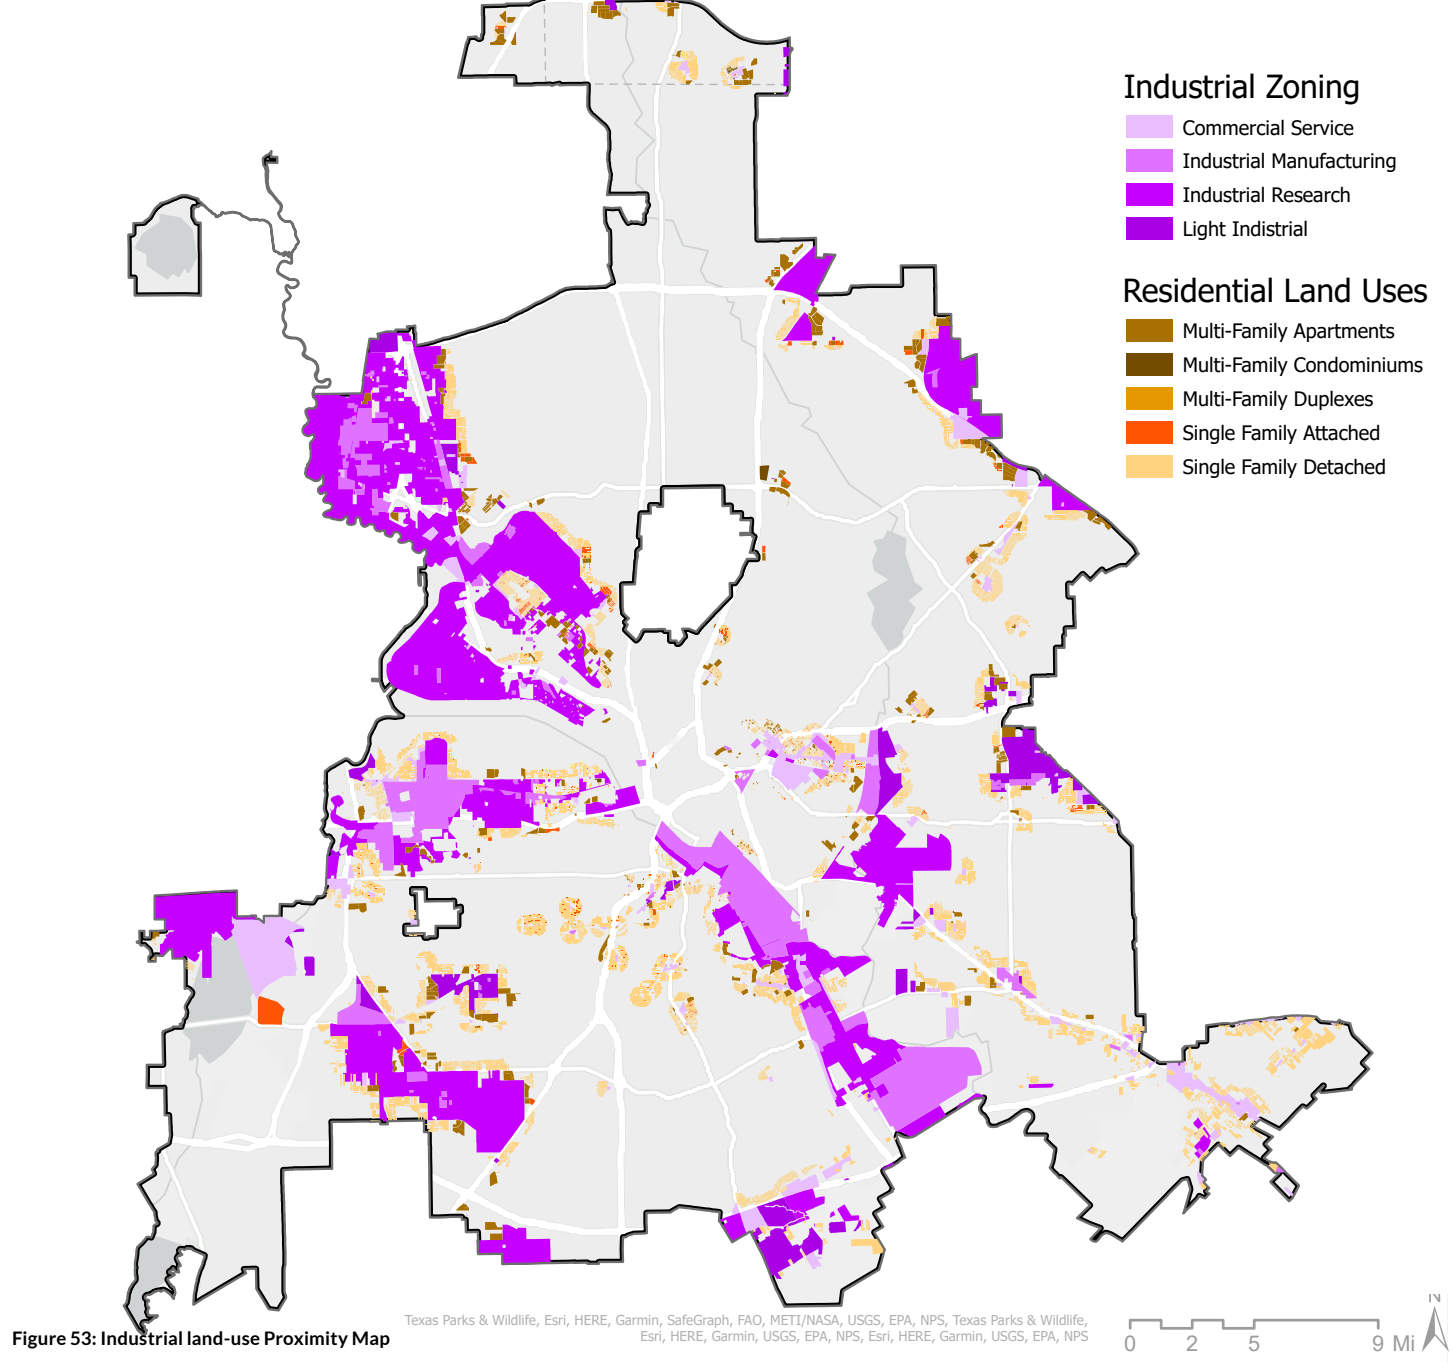 Industrial Zoning
Commercial Service
Industrial Manufacturing
Industrial Research
Light Indistrial
Residential Land Uses
Multi-Family Apartments
Multi-Family Condominiums
Multi-Family Duplexes
Single Family Attached
Single Family Detached
Texas Parks & Wildlife, Esri, HERE, Garmin, SafeGraph, FAO, METI/NASA, USGS, EPA, NPS, Texas Parks & Wildlife,
Esri, HERE, Garmin, USGS, EPA, NPS, Esri, HERE, Garmin, USGS, EPA, NPS
Figure 53: Industrial land-use Proximity Map
0 2 5 9 Mi
N